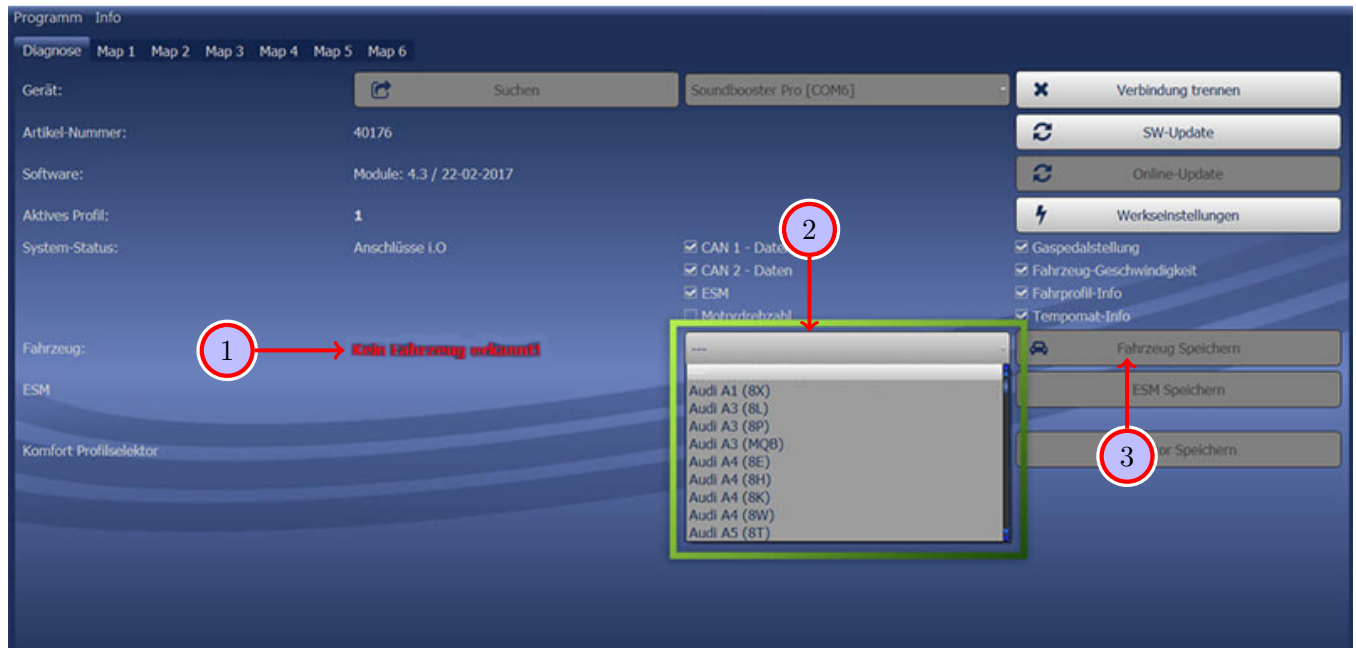 Programm Info
Diagnose Map 1 Map 2 Map 3 Map 4 Map 5 Map 6
Gerät: Suchen Soundbooster Pro [COM6] Verbindung trennen
Artikel-Nummer: 40176 SW-Update
Software: Module: 4.3 / 22-02-2017 Online-Update
Aktives Profil: 1 Werkseinstellungen
2
System-Status: Anschlüsse i.O CAN 1 - Daten Gaspedalstellung
CAN 2 - Daten Fahrzeug-Geschwindigkeit
ESM Fahrprofil-Info
Motordrehzahl Tempomat-Info
Fahrzeug: 1 Kein Fahrzeug erkannt! --- Fahrzeug Speichern
ESM Audi A1 (8X) ESM Speichern
Audi A3 (8L)
Audi A3 (8P)
Komfort Profilselektor Audi A3 (MQB) 3 Speichern
Audi A4 (8E)
Audi A4 (8H)
Audi A4 (8K)
Audi A4 (8W)
Audi A5 (8T)